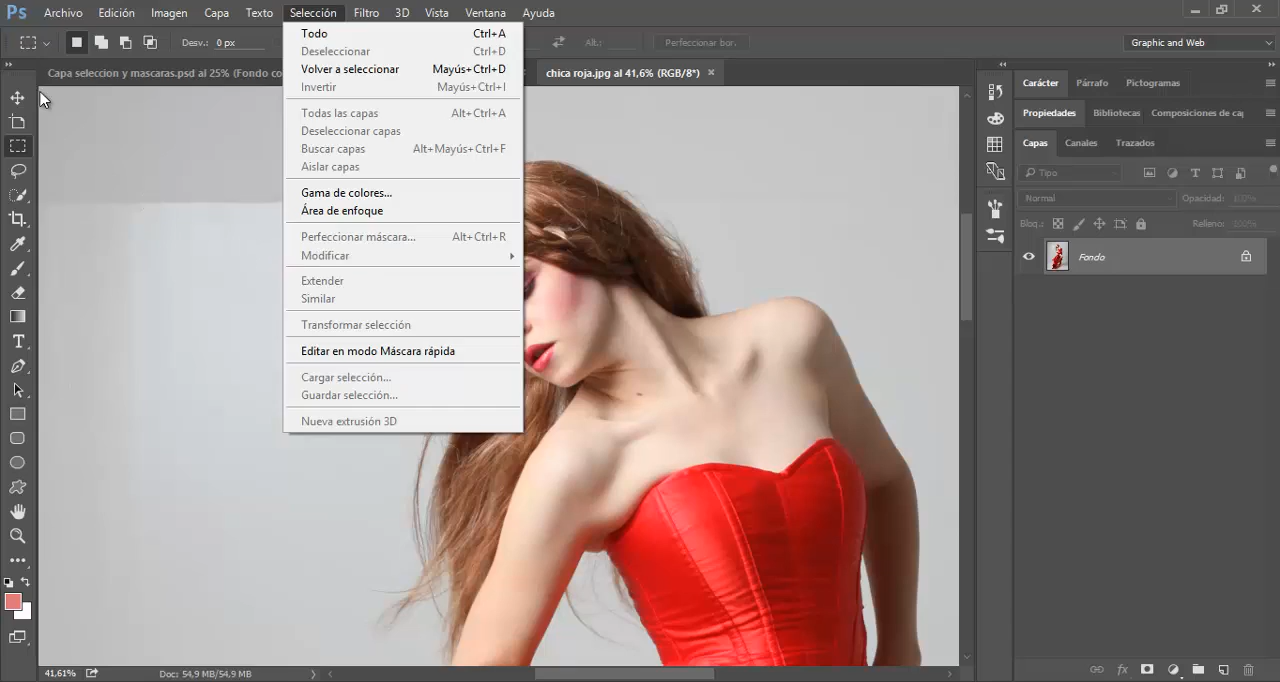 Ps Archivo Edición Imagen Capa Texto Selección Filtro 3D Vista Ventana Ayuda
Desv.: 0 px Alt.: Perfeccionar bor. Graphic and Web
Capa seleccion y mascaras.psd al 25% (Fondo co chica roja.jpg al 41,6% (RGB/8*) ×
Todo Ctrl+A
Deseleccionar Ctrl+D
Volver a seleccionar Mayús+Ctrl+D
Invertir Mayús+Ctrl+I
Todas las capas Alt+Ctrl+A
Deseleccionar capas
Buscar capas Alt+Mayús+Ctrl+F
Aislar capas
Gama de colores...
Área de enfoque
Perfeccionar máscara... Alt+Ctrl+R
Modificar
Extender
Similar
Transformar selección
Editar en modo Máscara rápida
Cargar selección...
Guardar selección...
Nueva extrusión 3D
Carácter Párrafo Pictogramas
Propiedades Bibliotecas Composiciones de ca
Capas Canales Trazados
Tipo
Normal Opacidad: 100%
Bloq.: Relleno: 100%
Fondo
41,61% Doc: 54,9 MB/54,9 MB